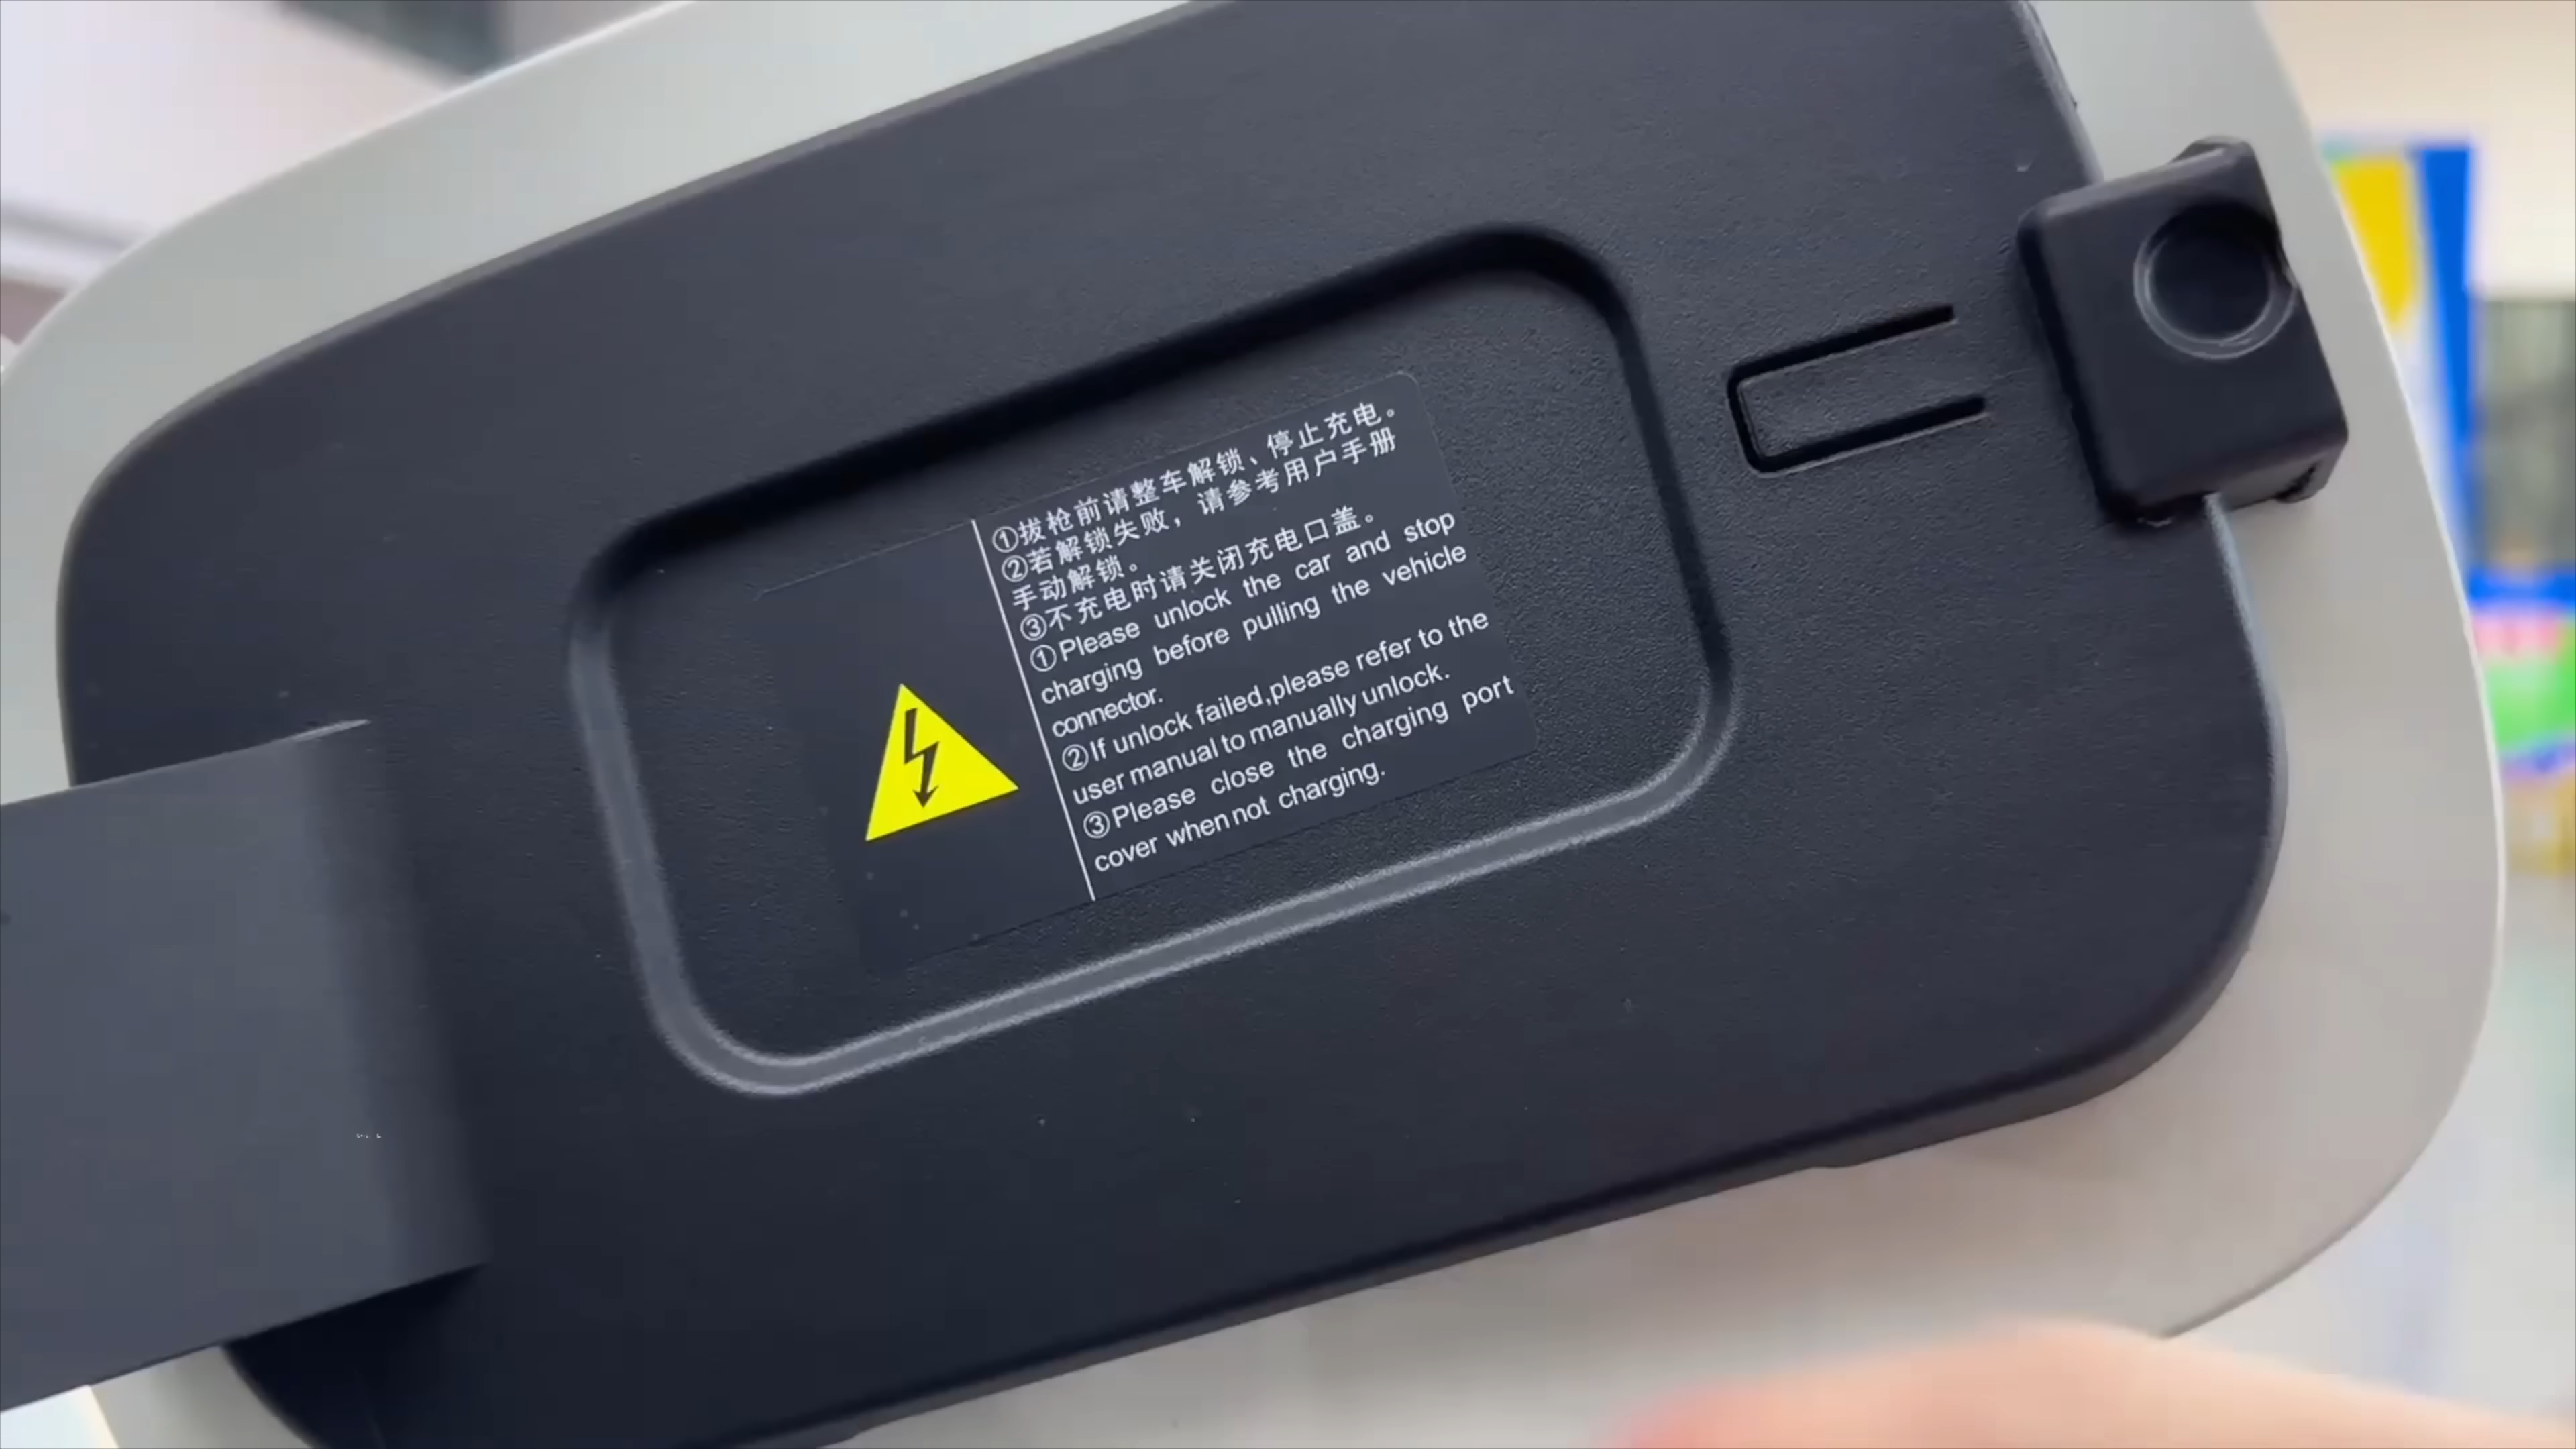 ①拔枪前请整车解锁、停止充电。
②若解锁失败，请参考用户手册
手动解锁。
③不充电时请关闭充电口盖。
①Please unlock the car and stop
charging before pulling the vehicle
connector.
②If unlock failed,please refer to the
user manual to manually unlock.
③Please close the charging port
cover when not charging.